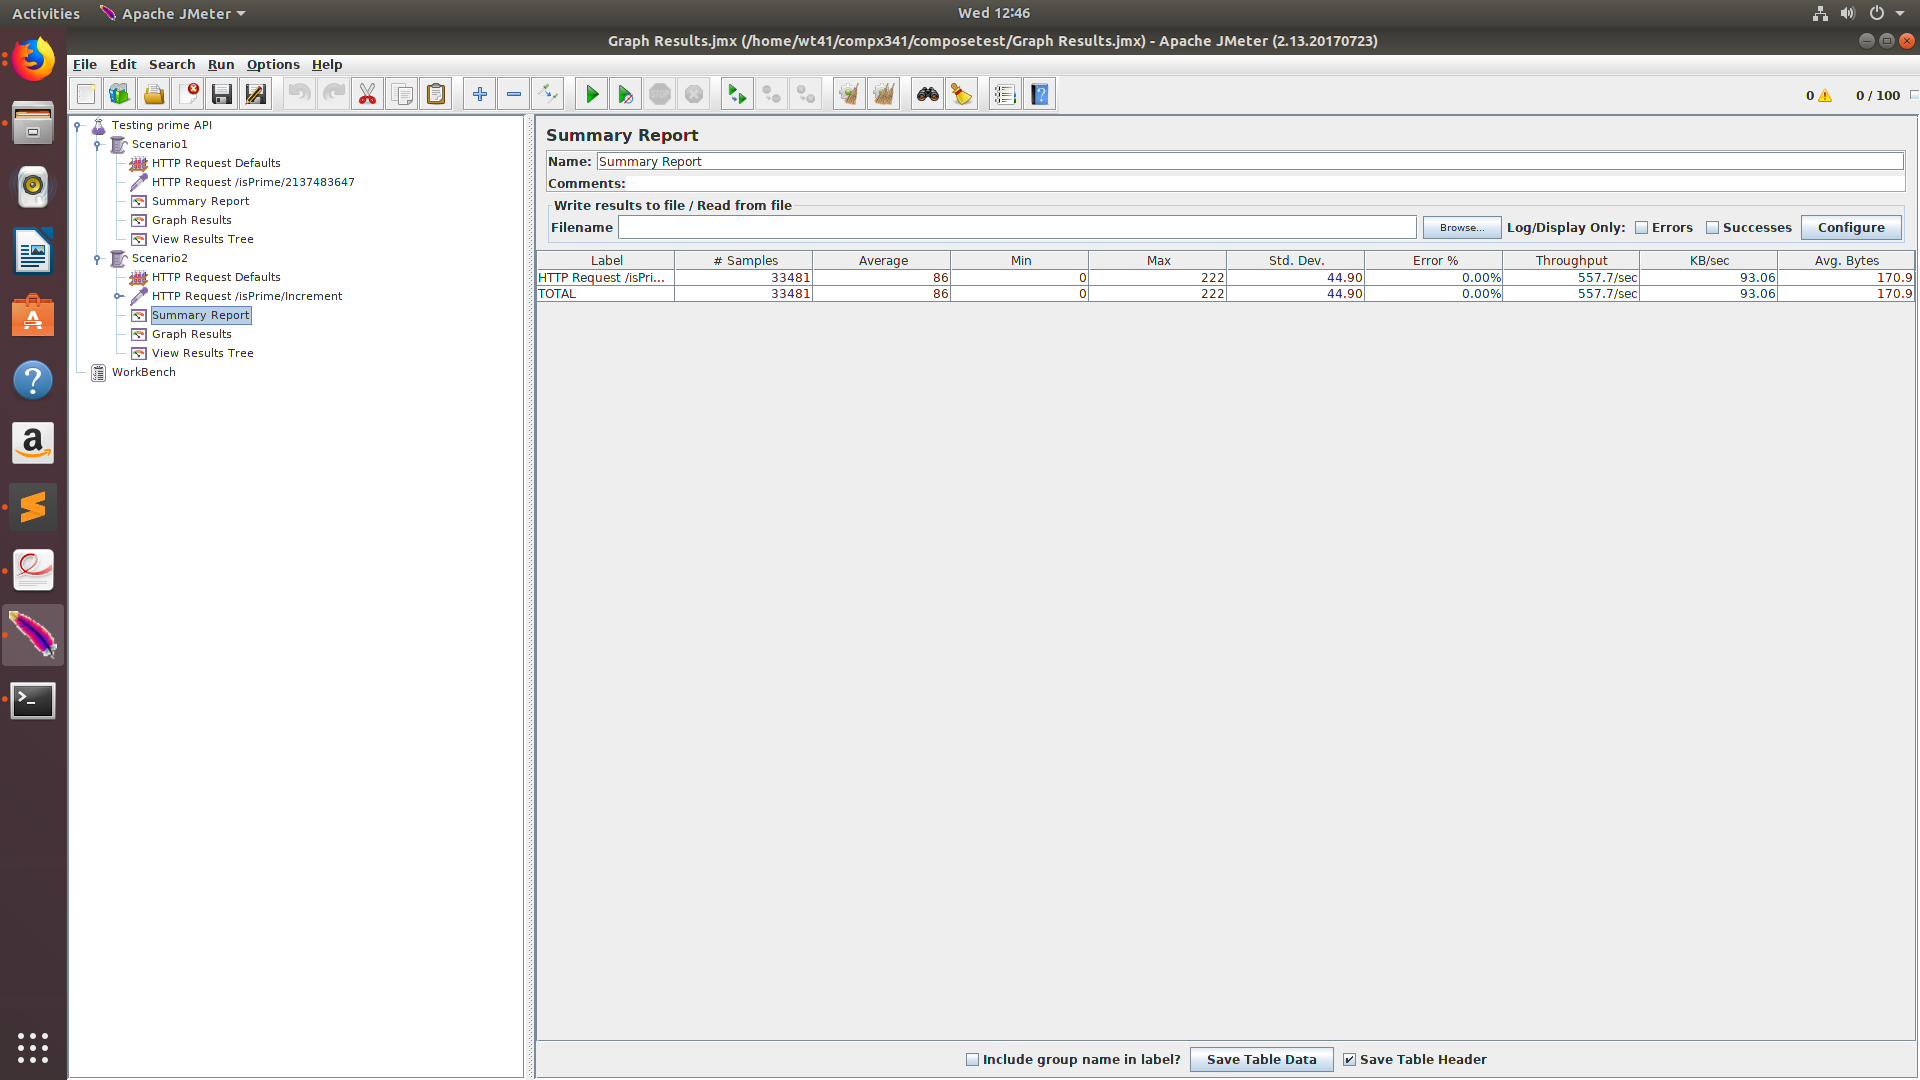 Activities Apache JMeter Wed 12:46
Graph Results.jmx (/home/wt41/compx341/composetest/Graph Results.jmx) - Apache JMeter (2.13.20170723)
File Edit Search Run Options Help
STOP
0 0 / 100
Testing prime API
Scenario1
HTTP Request Defaults
HTTP Request /isPrime/2137483647
Summary Report
Graph Results
View Results Tree
Scenario2
HTTP Request Defaults
HTTP Request /isPrime/Increment
Summary Report
Graph Results
View Results Tree
WorkBench
Summary Report
Name: Summary Report
Comments:
Write results to file / Read from file
Filename Browse... Log/Display Only: Errors Successes Configure
Label # Samples Average Min Max Std. Dev. Error % Throughput KB/sec Avg. Bytes
HTTP Request /isPri... 33481 86 0 222 44.90 0.00% 557.7/sec 93.06 170.9
TOTAL 33481 86 0 222 44.90 0.00% 557.7/sec 93.06 170.9
Include group name in label? Save Table Data Save Table Header